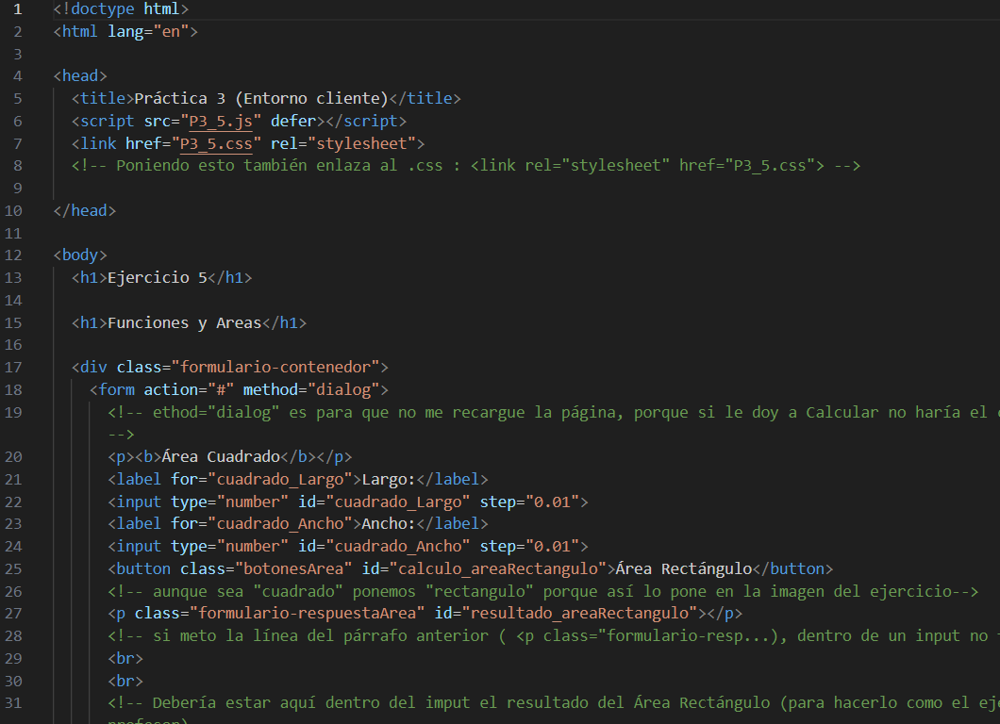 1 <!doctype html>
2 <html lang="en">
3
4 <head>
5 <title>Práctica 3 (Entorno cliente)</title>
6 <script src="P3_5.js" defer></script>
7 <link href="P3_5.css" rel="stylesheet">
8 <!-- Poniendo esto también enlaza al .css : <link rel="stylesheet" href="P3_5.css"> -->
9
10 </head>
11
12 <body>
13 <h1>Ejercicio 5</h1>
14
15 <h1>Funciones y Areas</h1>
16
17 <div class="formulario-contenedor">
18 <form action="#" method="dialog">
19 <!-- ethod="dialog" es para que no me recargue la página, porque si le doy a Calcular no haría el
-->
20 <p><b>Área Cuadrado</b></p>
21 <label for="cuadrado_Largo">Largo:</label>
22 <input type="number" id="cuadrado_Largo" step="0.01">
23 <label for="cuadrado_Ancho">Ancho:</label>
24 <input type="number" id="cuadrado_Ancho" step="0.01">
25 <button class="botonesArea" id="calculo_areaRectangulo">Área Rectángulo</button>
26 <!-- aunque sea "cuadrado" ponemos "rectangulo" porque así lo pone en la imagen del ejercicio-->
27 <p class="formulario-respuestaArea" id="resultado_areaRectangulo"></p>
28 <!-- si meto la línea del párrafo anterior ( <p class="formulario-resp...), dentro de un input no
29 <br>
30 <br>
31 <!-- Debería estar aquí dentro del imput el resultado del Área Rectángulo (para hacerlo como el